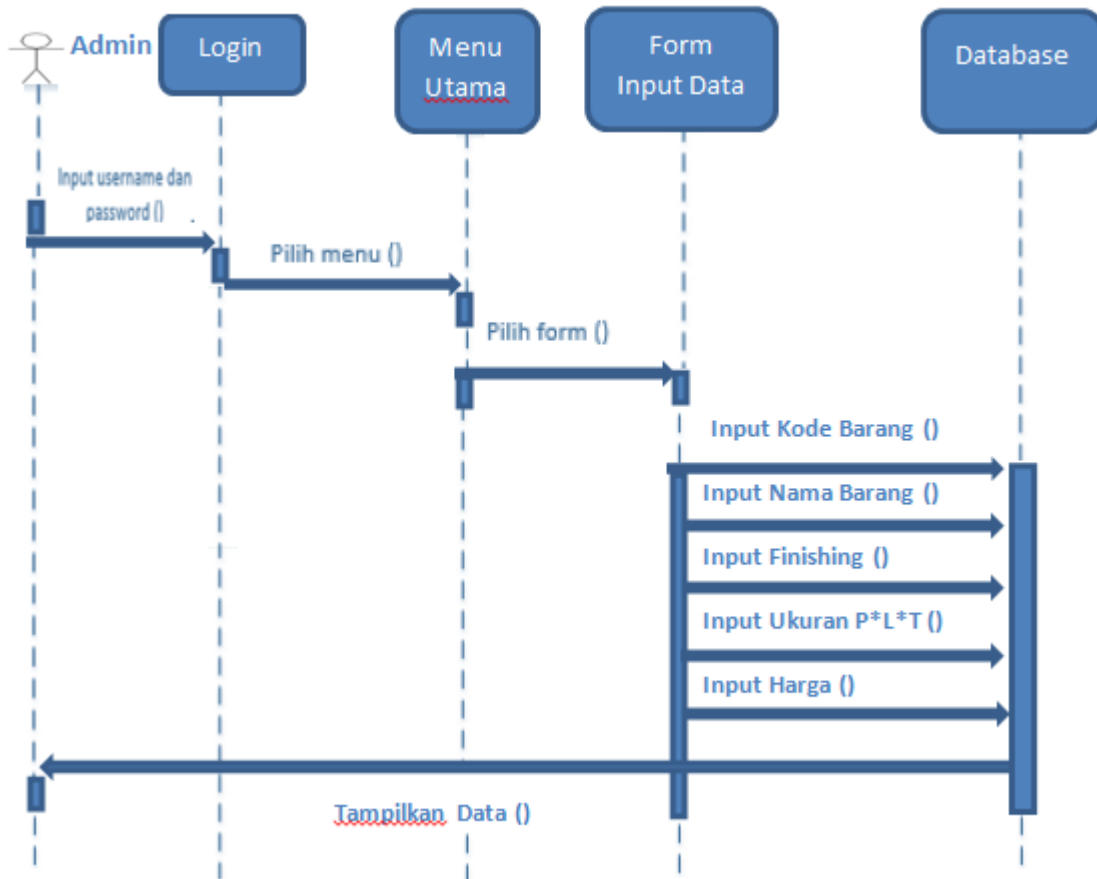 Admin
Login
Menu
Utama
Form
Input Data
Database
Input username dan
password () .
Pilih menu ()
Pilih form ()
Input Kode Barang ()
Input Nama Barang ()
Input Finishing ()
Input Ukuran P*L*T ()
Input Harga ()
Tampilkan Data ()